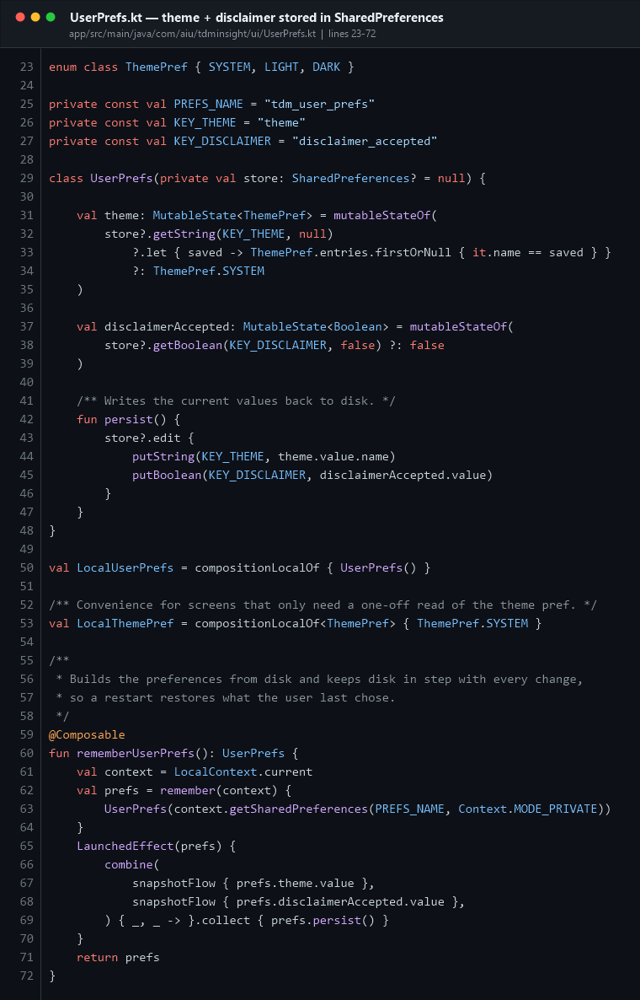 UserPrefs.kt — theme + disclaimer stored in SharedPreferences
app/src/main/java/com/aiu/tdminsight/ui/UserPrefs.kt | lines 23-72
23 enum class ThemePref { SYSTEM, LIGHT, DARK }
24
25 private const val PREFS_NAME = "tdm_user_prefs"
26 private const val KEY_THEME = "theme"
27 private const val KEY_DISCLAIMER = "disclaimer_accepted"
28
29 class UserPrefs(private val store: SharedPreferences? = null) {
30
31     val theme: MutableState<ThemePref> = mutableStateOf(
32         store?.getString(KEY_THEME, null)
33             ?.let { saved -> ThemePref.entries.firstOrNull { it.name == saved } }
34             ?: ThemePref.SYSTEM
35     )
36
37     val disclaimerAccepted: MutableState<Boolean> = mutableStateOf(
38         store?.getBoolean(KEY_DISCLAIMER, false) ?: false
39     )
40
41     /** Writes the current values back to disk. */
42     fun persist() {
43         store?.edit {
44             putString(KEY_THEME, theme.value.name)
45             putBoolean(KEY_DISCLAIMER, disclaimerAccepted.value)
46         }
47     }
48 }
49
50 val LocalUserPrefs = compositionLocalOf { UserPrefs() }
51
52 /** Convenience for screens that only need a one-off read of the theme pref. */
53 val LocalThemePref = compositionLocalOf<ThemePref> { ThemePref.SYSTEM }
54
55 /**
56  * Builds the preferences from disk and keeps disk in step with every change,
57  * so a restart restores what the user last chose.
58  */
59 @Composable
60 fun rememberUserPrefs(): UserPrefs {
61     val context = LocalContext.current
62     val prefs = remember(context) {
63         UserPrefs(context.getSharedPreferences(PREFS_NAME, Context.MODE_PRIVATE))
64     }
65     LaunchedEffect(prefs) {
66         combine(
67             snapshotFlow { prefs.theme.value },
68             snapshotFlow { prefs.disclaimerAccepted.value },
69         ) { _, _ -> }.collect { prefs.persist() }
70     }
71     return prefs
72 }